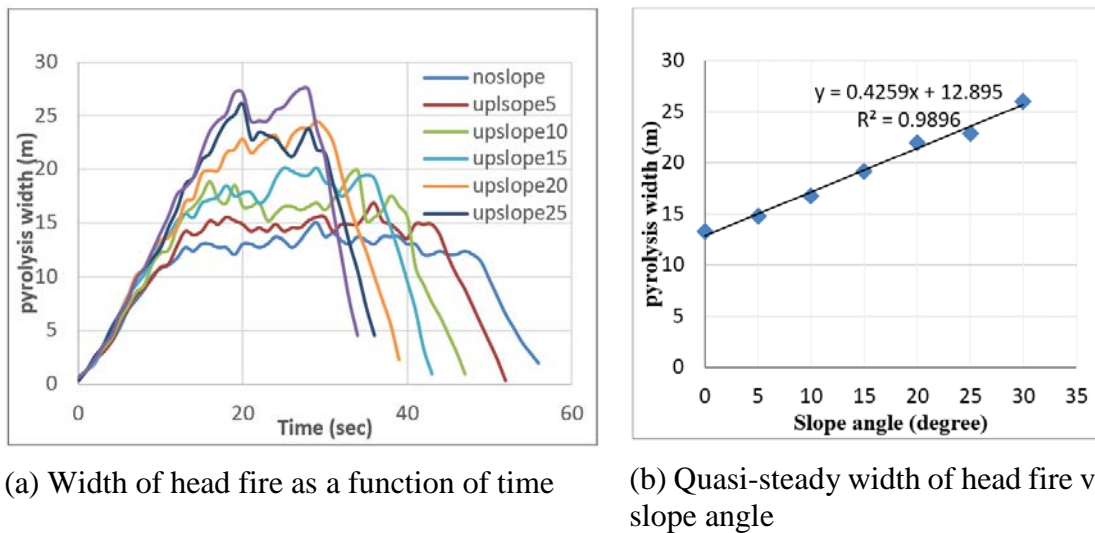 pyrolysis width (m)
30
25
20
15
10
5
0
0 20 40 60
Time (sec)
noslope
uplsope5
upslope10
upslope15
upslope20
upslope25
pyrolysis width (m)
30
25
20
15
10
5
0
y = 0.4259x + 12.895
R² = 0.9896
0 5 10 15 20 25 30 35
Slope angle (degree)
(a) Width of head fire as a function of time
(b) Quasi-steady width of head fire v
slope angle